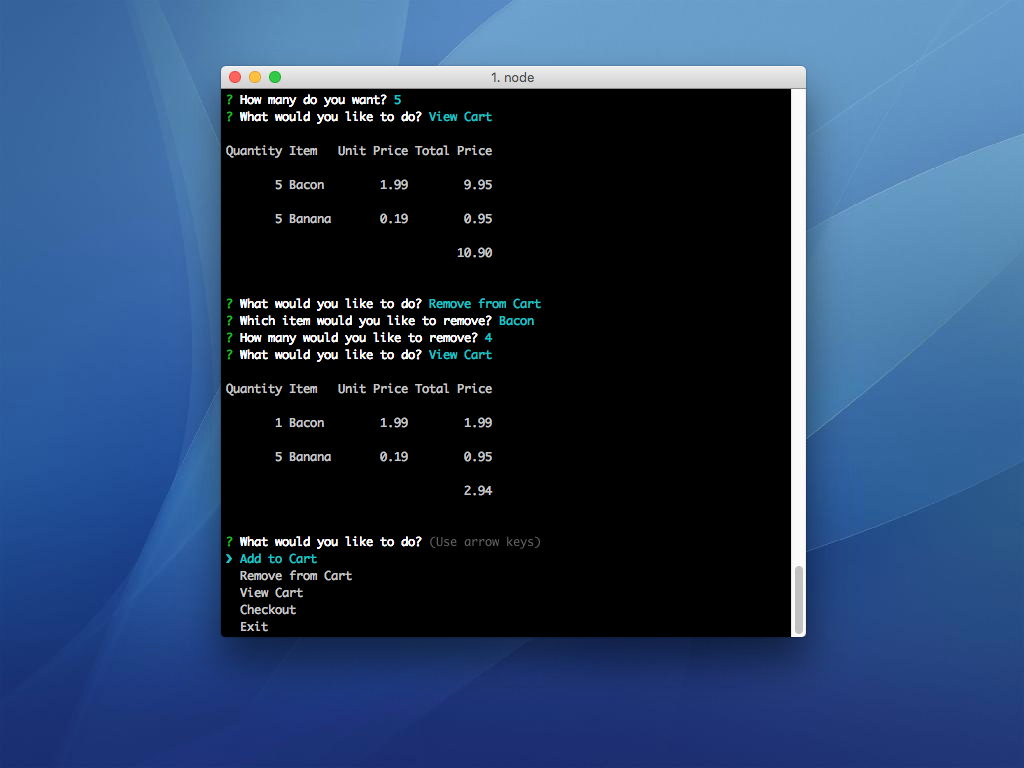 1. node
? How many do you want? 5
? What would you like to do? View Cart
Quantity Item   Unit Price Total Price
       5 Bacon        1.99        9.95
       5 Banana       0.19        0.95
                                 10.90
? What would you like to do? Remove from Cart
? Which item would you like to remove? Bacon
? How many would you like to remove? 4
? What would you like to do? View Cart
Quantity Item   Unit Price Total Price
       1 Bacon        1.99        1.99
       5 Banana       0.19        0.95
                                  2.94
? What would you like to do? (Use arrow keys)
❯ Add to Cart
  Remove from Cart
  View Cart
  Checkout
  Exit